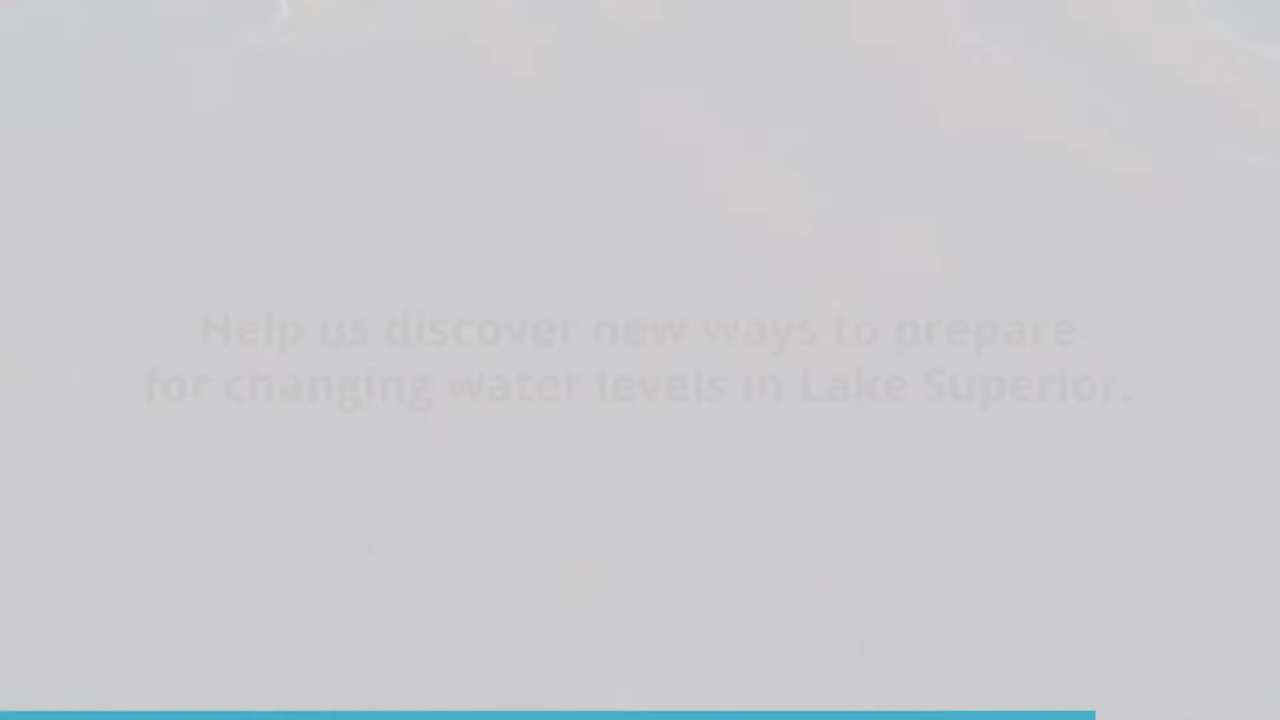 Help us discover new ways to prepare
for changing water levels in Lake Superior.